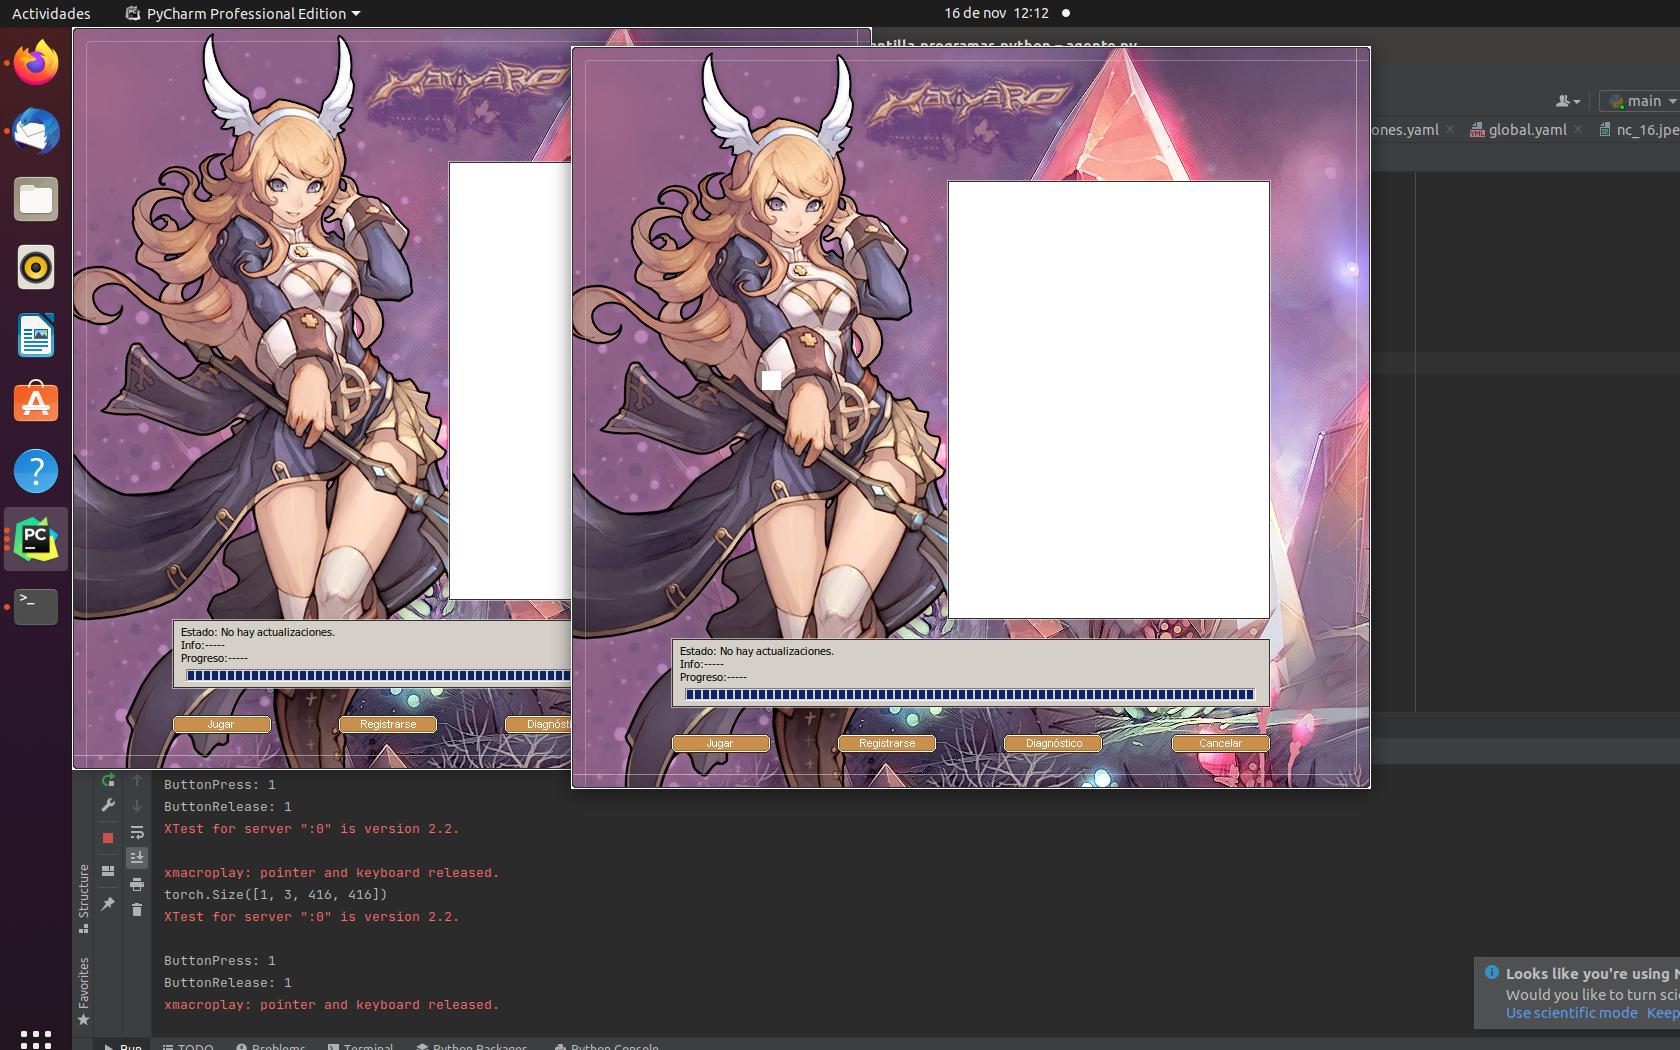 Actividades
PyCharm Professional Edition
16 de nov 12:12
main
ones.yaml
global.yaml
nc_16.jpe
XatiyaRO
XatiyaRO
Estado: No hay actualizaciones.
Info:-----
Progreso:-----
Jugar
Registrarse
Diagnósti
Estado: No hay actualizaciones.
Info:-----
Progreso:-----
Jugar
Registrarse
Diagnóstico
Cancelar
ButtonPress: 1
ButtonRelease: 1
XTest for server ":0" is version 2.2.
xmacroplay: pointer and keyboard released.
torch.Size([1, 3, 416, 416])
XTest for server ":0" is version 2.2.
ButtonPress: 1
ButtonRelease: 1
xmacroplay: pointer and keyboard released.
Structure
Favorites
Looks like you're using N
Would you like to turn scie
Use scientific mode Keep
Run
TODO
Problems
Terminal
Python Packages
Python Console